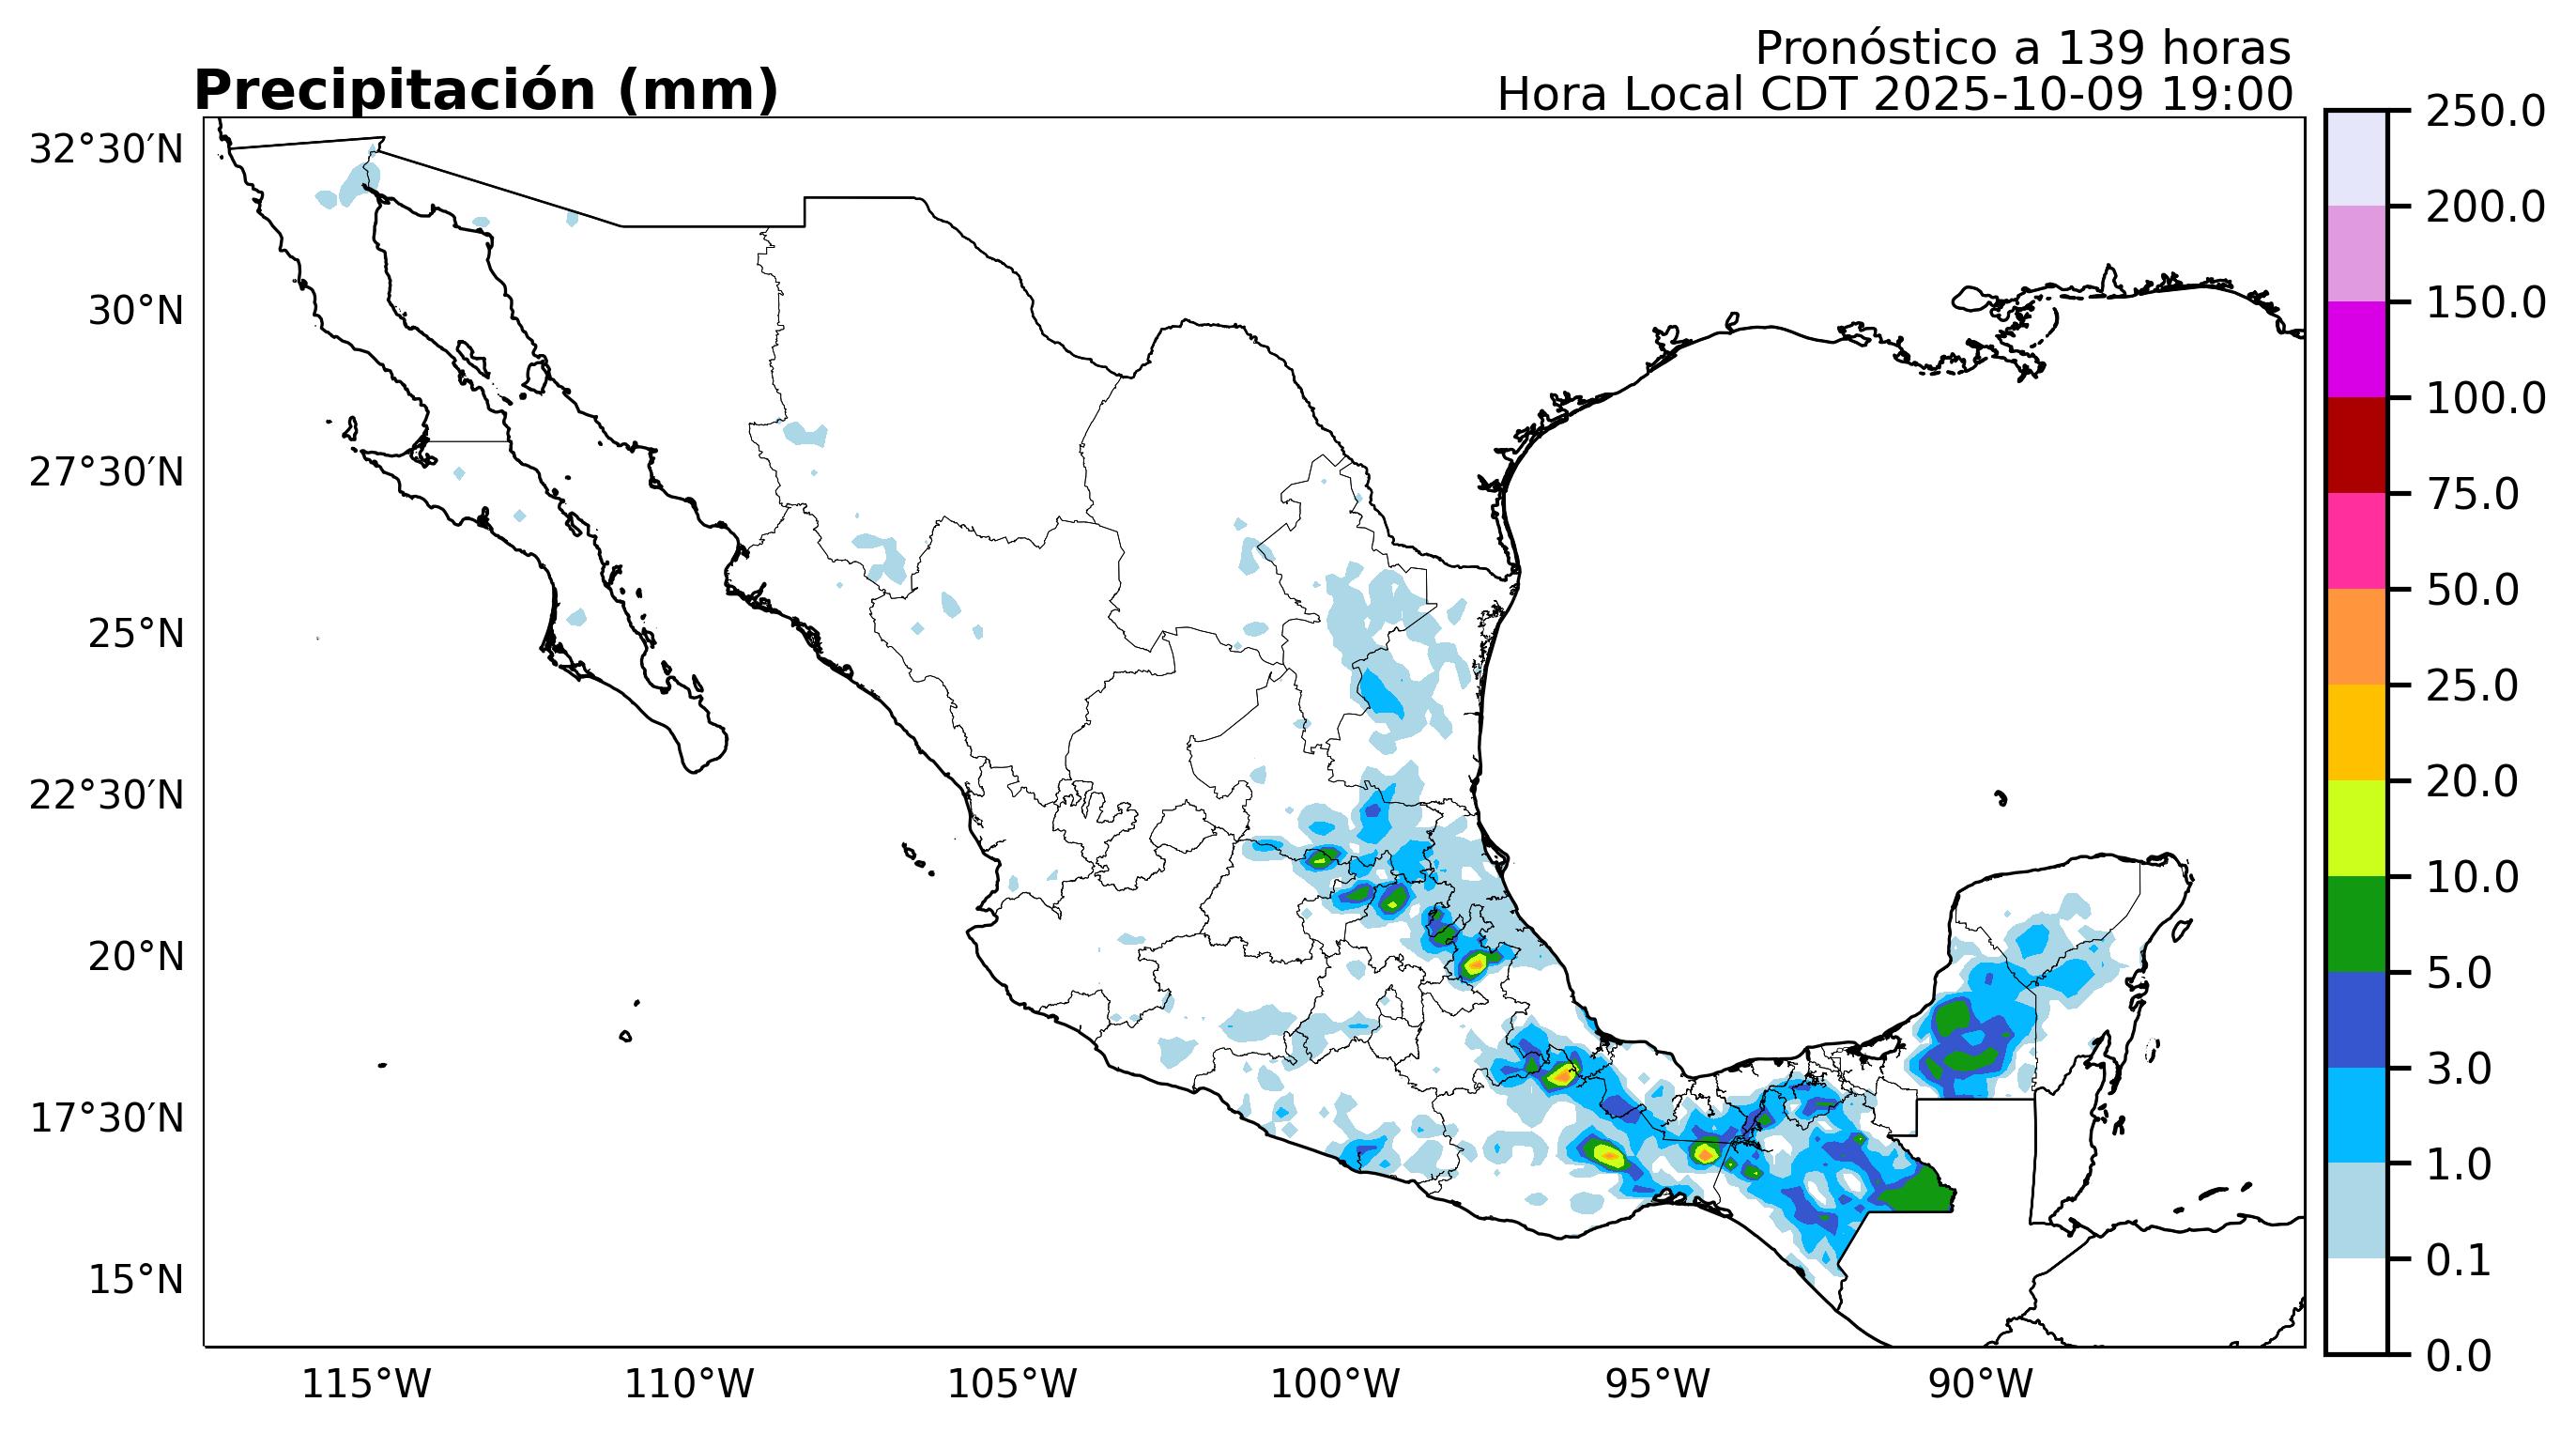 Pronóstico a 139 horas
Precipitación (mm)
Hora Local CDT 2025-10-09 19:00
32°30′N
30°N
27°30′N
25°N
22°30′N
20°N
17°30′N
15°N
115°W
110°W
105°W
100°W
95°W
90°W
250.0
200.0
150.0
100.0
75.0
50.0
25.0
20.0
10.0
5.0
3.0
1.0
0.1
0.0